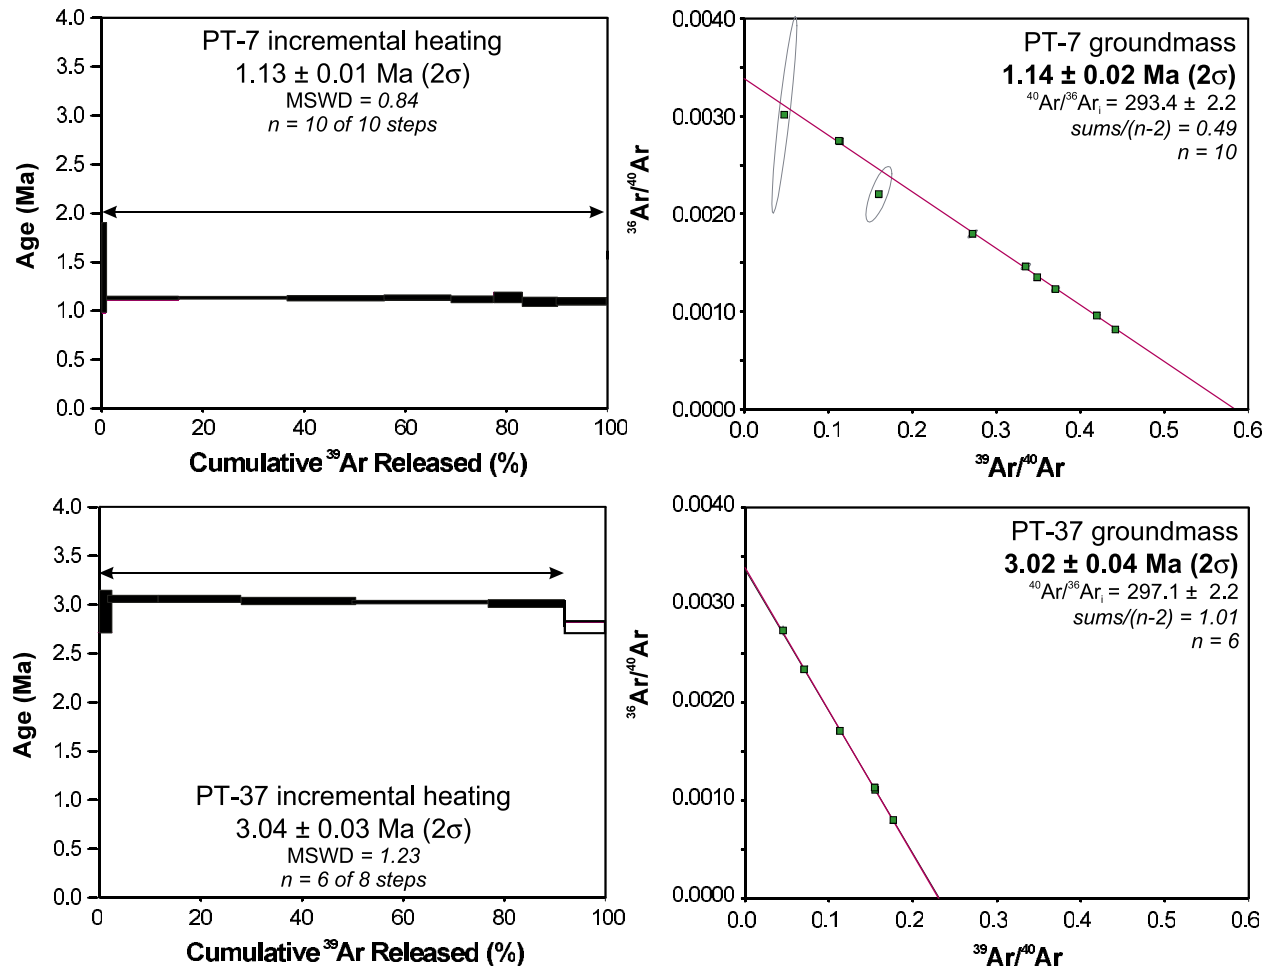 PT-7 incremental heating
1.13 ± 0.01 Ma (2σ)
MSWD = 0.84
n = 10 of 10 steps
4.0
3.5
3.0
2.5
2.0
1.5
1.0
0.5
0.0
Age (Ma)
0
20
40
60
80
100
Cumulative ³⁹Ar Released (%)
PT-7 groundmass
1.14 ± 0.02 Ma (2σ)
⁴⁰Ar/³⁶Arᵢ = 293.4 ± 2.2
sums/(n-2) = 0.49
n = 10
0.0040
0.0030
0.0020
0.0010
0.0000
³⁶Ar/⁴⁰Ar
0.0
0.1
0.2
0.3
0.4
0.5
0.6
³⁹Ar/⁴⁰Ar
4.0
3.5
3.0
2.5
2.0
1.5
1.0
0.5
0.0
Age (Ma)
PT-37 incremental heating
3.04 ± 0.03 Ma (2σ)
MSWD = 1.23
n = 6 of 8 steps
0
20
40
60
80
100
Cumulative ³⁹Ar Released (%)
PT-37 groundmass
3.02 ± 0.04 Ma (2σ)
⁴⁰Ar/³⁶Arᵢ = 297.1 ± 2.2
sums/(n-2) = 1.01
n = 6
0.0040
0.0030
0.0020
0.0010
0.0000
³⁶Ar/⁴⁰Ar
0.0
0.1
0.2
0.3
0.4
0.5
0.6
³⁹Ar/⁴⁰Ar